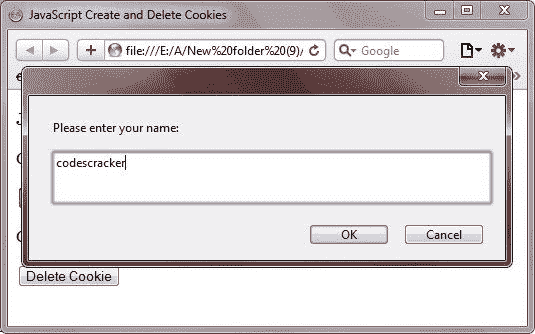 JavaScript Create and Delete Cookies
file:///E:/A/New%20folder%20(9)/
Google
Please enter your name:
codescracker
OK
Cancel
Delete Cookie